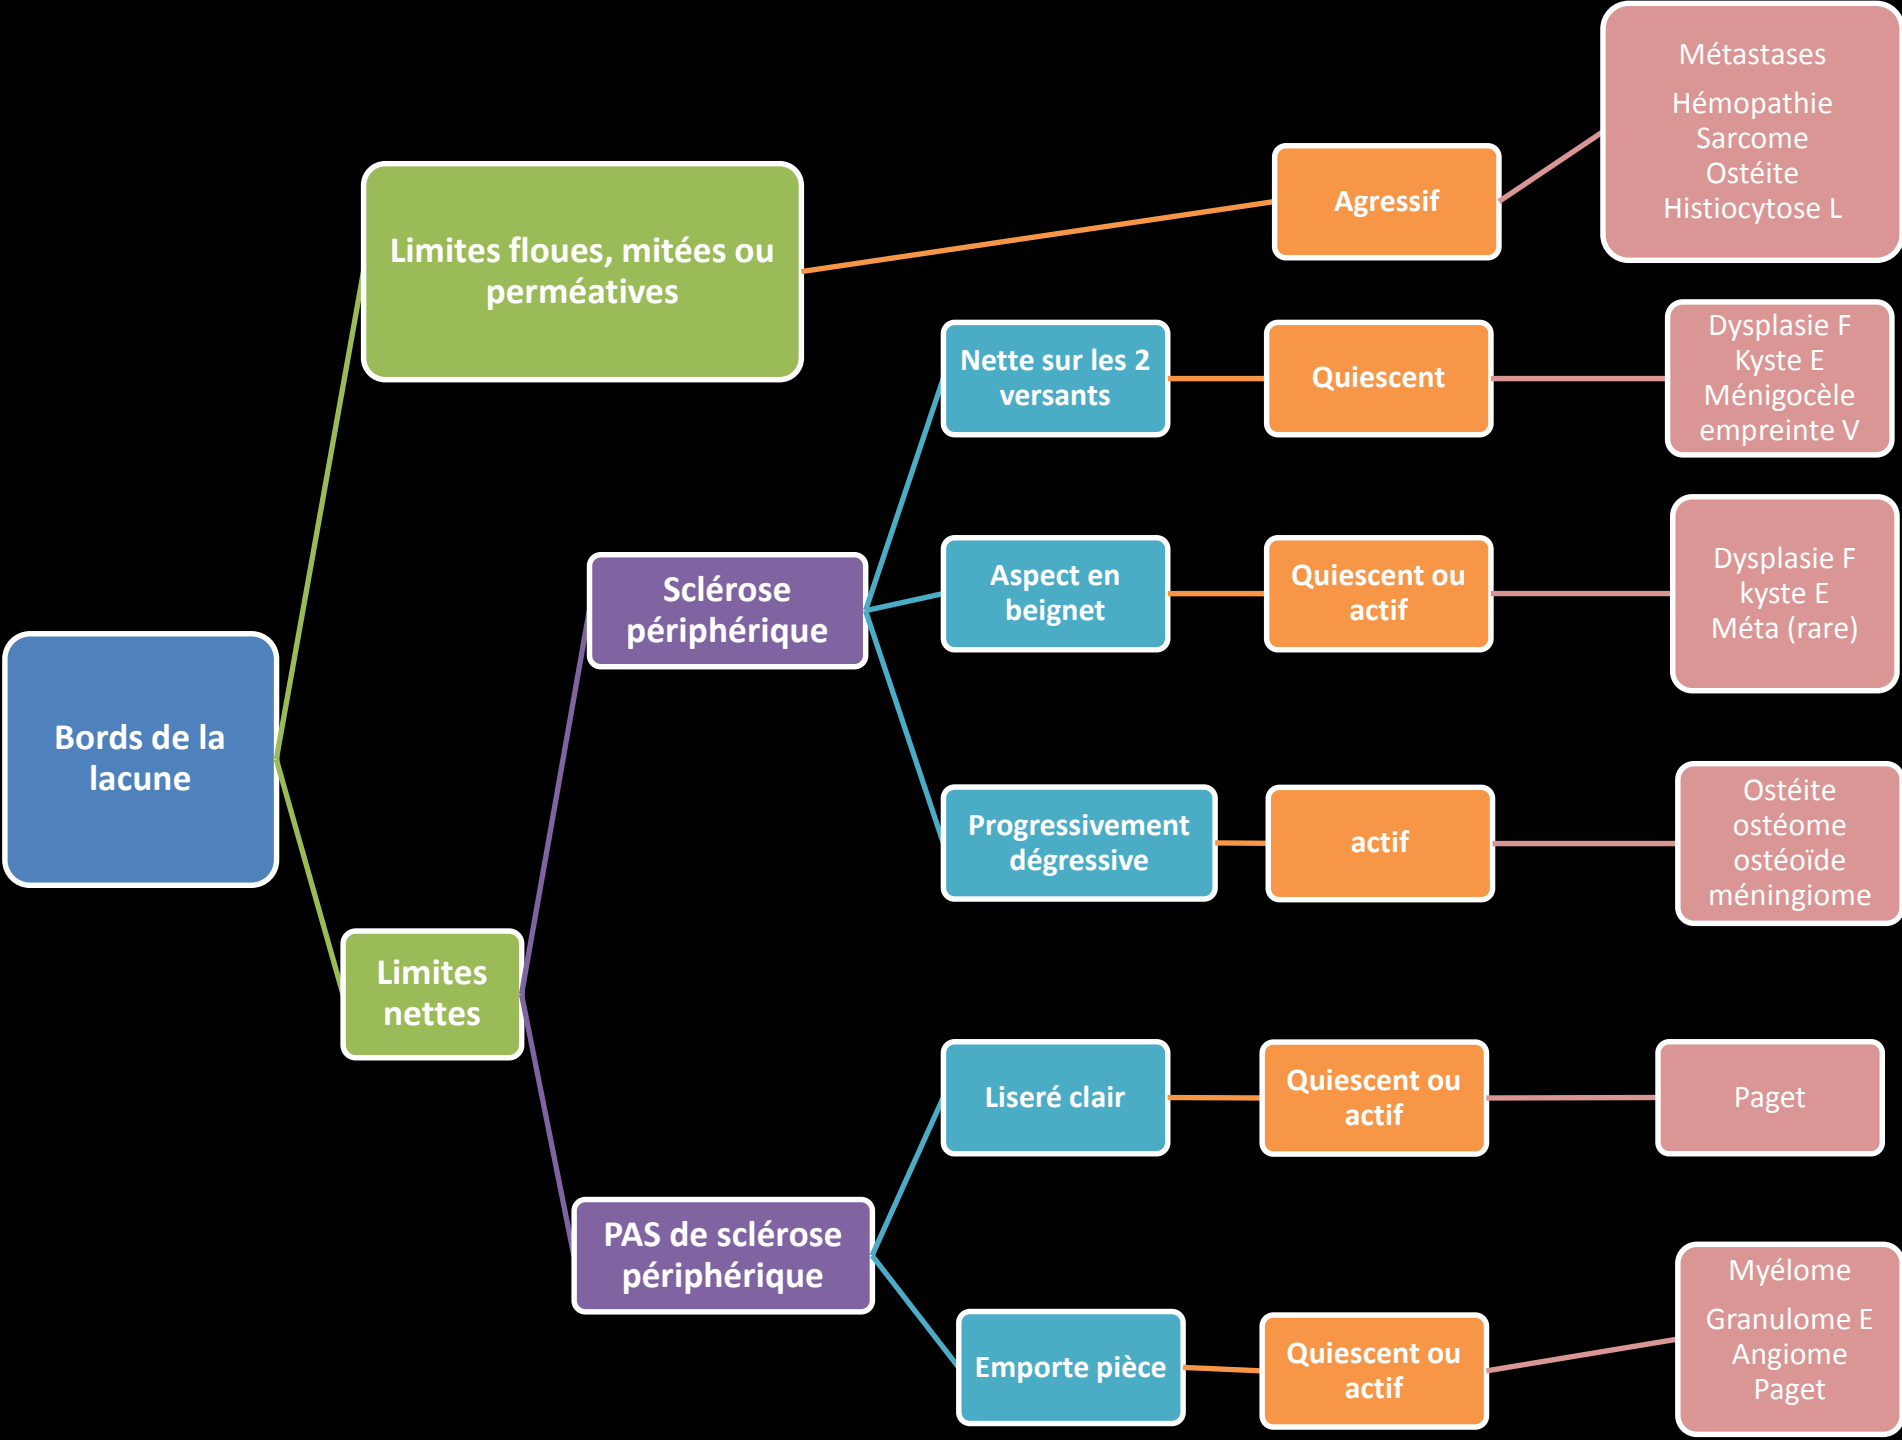 Bords de la
lacune
Limites floues, mitées ou
perméatives
Agressif
Métastases
Hémopathie
Sarcome
Ostéite
Histiocytose L
Limites
nettes
Sclérose
périphérique
Nette sur les 2
versants
Quiescent
Dysplasie F
Kyste E
Ménigocèle
empreinte V
Aspect en
beignet
Quiescent ou
actif
Dysplasie F
kyste E
Méta (rare)
Progressivement
dégressive
actif
Ostéite
ostéome
ostéoïde
méningiome
PAS de sclérose
périphérique
Liseré clair
Quiescent ou
actif
Paget
Emporte pièce
Quiescent ou
actif
Myélome
Granulome E
Angiome
Paget